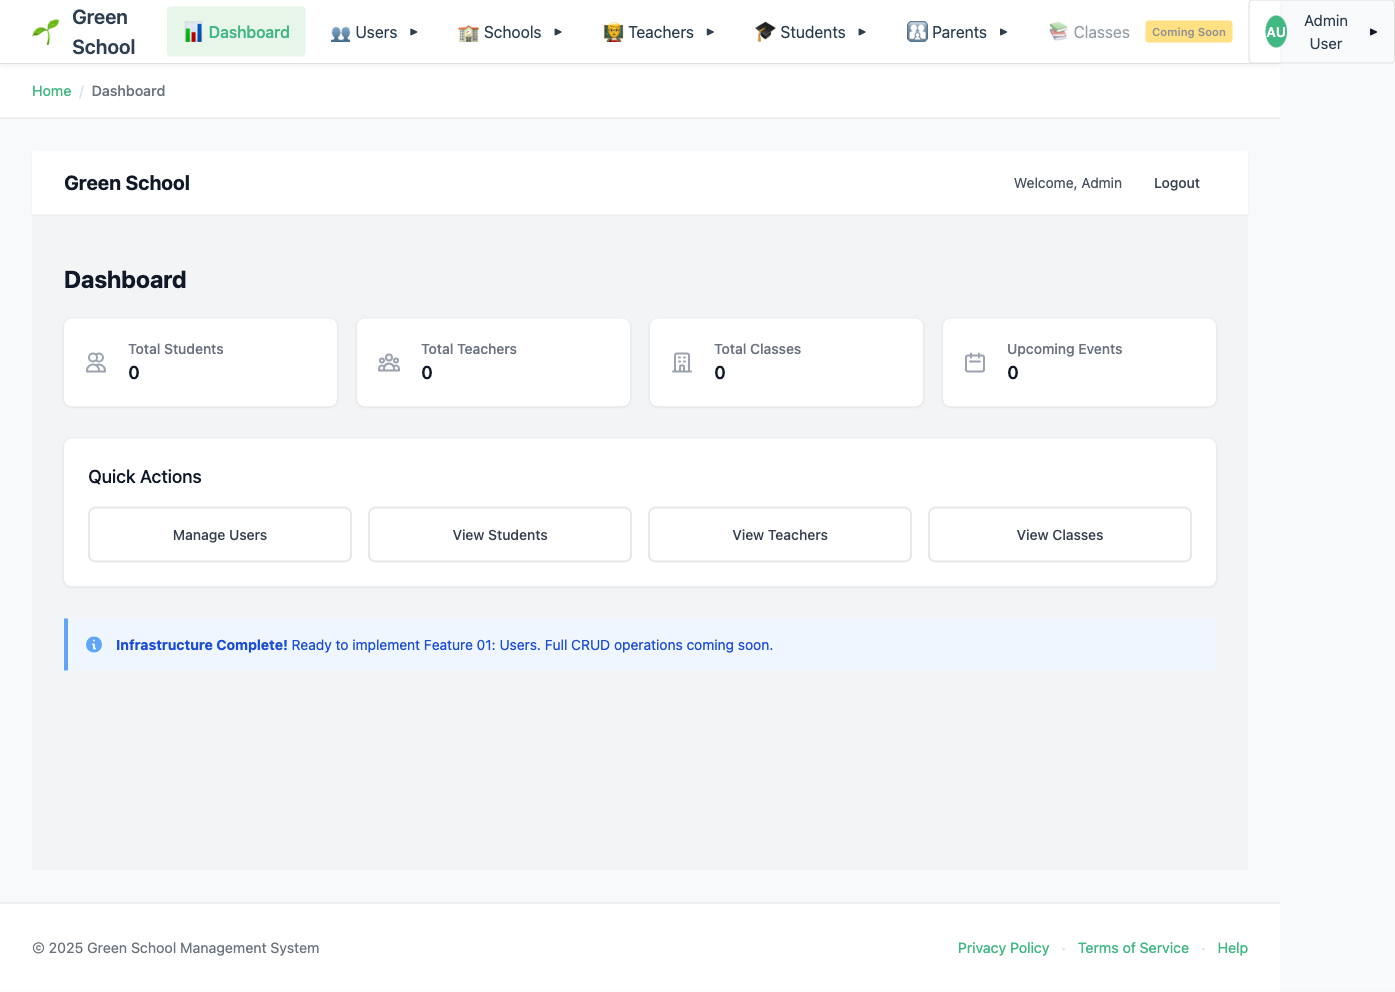 Green
School
Dashboard
Users
Schools
Teachers
Students
Parents
Classes
Coming Soon
AU
Admin
User
Home / Dashboard
Green School
Welcome, Admin
Logout
Dashboard
Total Students
0
Total Teachers
0
Total Classes
0
Upcoming Events
0
Quick Actions
Manage Users
View Students
View Teachers
View Classes
Infrastructure Complete! Ready to implement Feature 01: Users. Full CRUD operations coming soon.
© 2025 Green School Management System
Privacy Policy · Terms of Service · Help